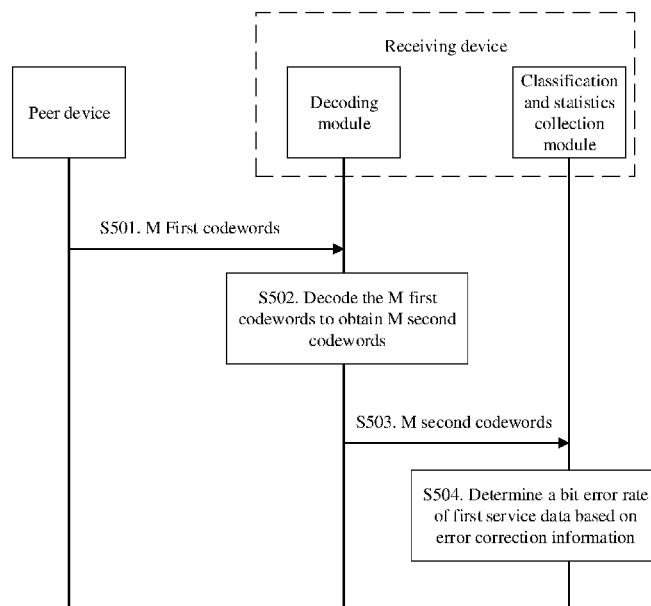 Receiving device
Peer device
Decoding
module
Classification
and statistics
collection
module
S501. M First codewords
S502. Decode the M first
codewords to obtain M second
codewords
S503. M second codewords
S504. Determine a bit error rate
of first service data based on
error correction information